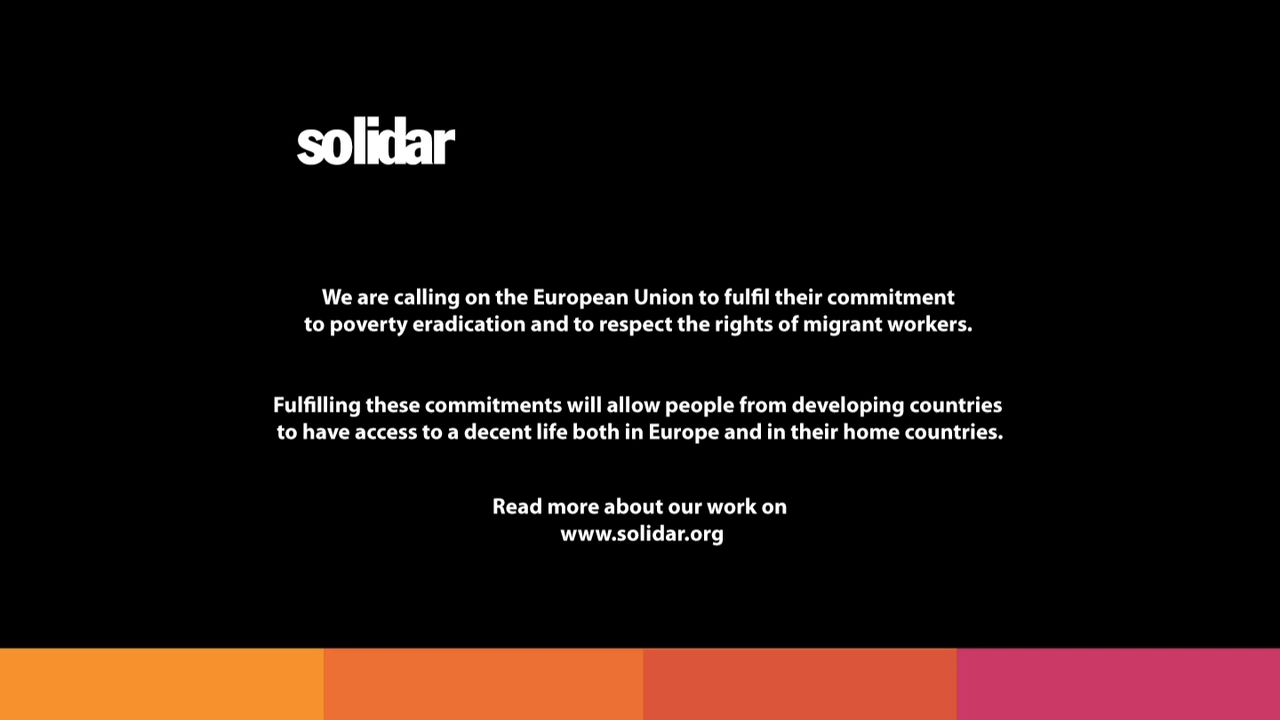 solidar
We are calling on the European Union to fulfil their commitment
to poverty eradication and to respect the rights of migrant workers.
Fulfilling these commitments will allow people from developing countries
to have access to a decent life both in Europe and in their home countries.
Read more about our work on
www.solidar.org